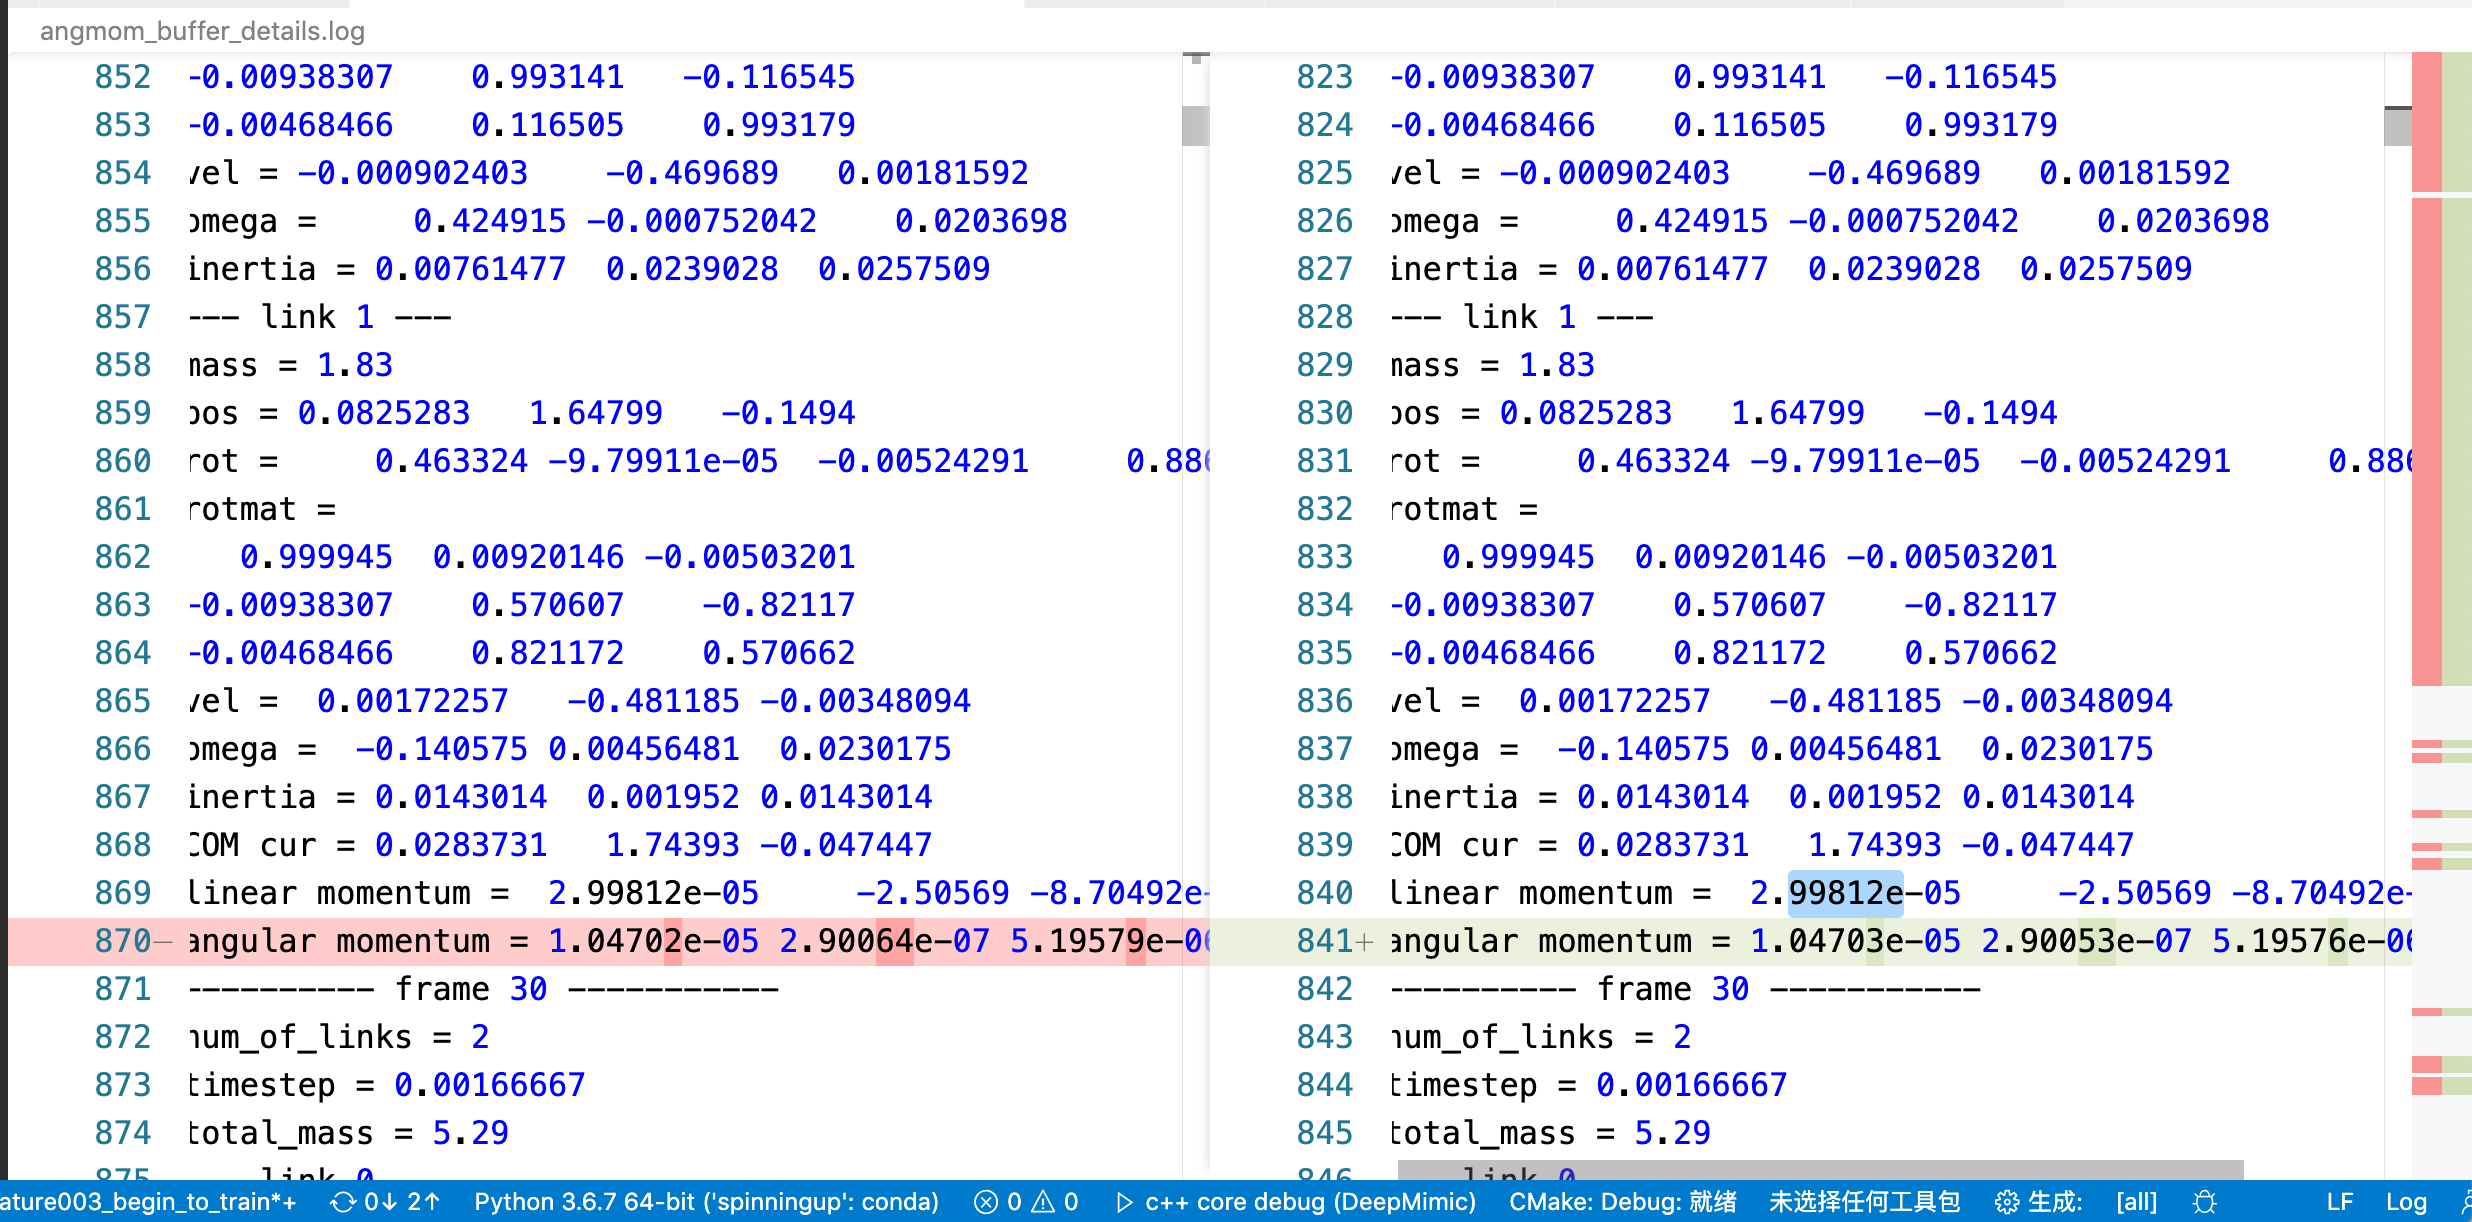 angmom_buffer_details.log
852 -0.00938307 0.993141 -0.116545
853 -0.00468466 0.116505 0.993179
854 vel = -0.000902403 -0.469689 0.00181592
855 omega = 0.424915 -0.000752042 0.0203698
856 inertia = 0.00761477 0.0239028 0.0257509
857 --- link 1 ---
858 mass = 1.83
859 pos = 0.0825283 1.64799 -0.1494
860 rot = 0.463324 -9.79911e-05 -0.00524291 0.886
861 rotmat =
862 0.999945 0.00920146 -0.00503201
863 -0.00938307 0.570607 -0.82117
864 -0.00468466 0.821172 0.570662
865 vel = 0.00172257 -0.481185 -0.00348094
866 omega = -0.140575 0.00456481 0.0230175
867 inertia = 0.0143014 0.001952 0.0143014
868 COM cur = 0.0283731 1.74393 -0.047447
869 linear momentum = 2.99812e-05 -2.50569 -8.70492e-
870— angular momentum = 1.04702e-05 2.90064e-07 5.19579e-06
871 ---------- frame 30 -----------
872 num_of_links = 2
873 timestep = 0.00166667
874 total_mass = 5.29
875 link 0
823 -0.00938307 0.993141 -0.116545
824 -0.00468466 0.116505 0.993179
825 vel = -0.000902403 -0.469689 0.00181592
826 omega = 0.424915 -0.000752042 0.0203698
827 inertia = 0.00761477 0.0239028 0.0257509
828 --- link 1 ---
829 mass = 1.83
830 pos = 0.0825283 1.64799 -0.1494
831 rot = 0.463324 -9.79911e-05 -0.00524291 0.886
832 rotmat =
833 0.999945 0.00920146 -0.00503201
834 -0.00938307 0.570607 -0.82117
835 -0.00468466 0.821172 0.570662
836 vel = 0.00172257 -0.481185 -0.00348094
837 omega = -0.140575 0.00456481 0.0230175
838 inertia = 0.0143014 0.001952 0.0143014
839 COM cur = 0.0283731 1.74393 -0.047447
840 linear momentum = 2.99812e-05 -2.50569 -8.70492e-
841+ angular momentum = 1.04703e-05 2.90053e-07 5.19576e-06
842 ---------- frame 30 -----------
843 num_of_links = 2
844 timestep = 0.00166667
845 total_mass = 5.29
846 link 0
ature003_begin_to_train*+ 0↓ 2↑ Python 3.6.7 64-bit ('spinningup': conda) 0 0 c++ core debug (DeepMimic) CMake: Debug: 就绪 未选择任何工具包 生成: [all] LF Log